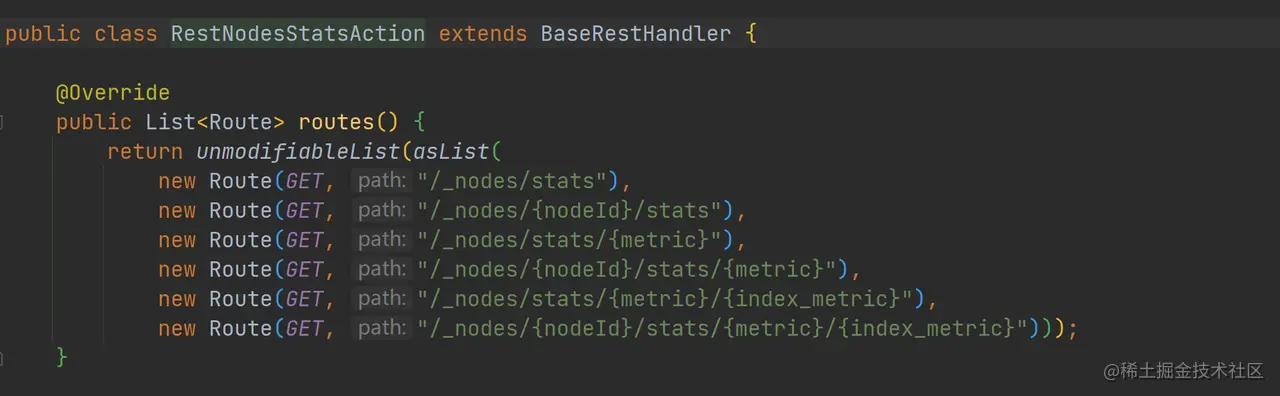 public class RestNodesStatsAction extends BaseRestHandler {
@Override
public List<Route> routes() {
return unmodifiableList(asList(
new Route(GET, path: "/_nodes/stats"),
new Route(GET, path: "/_nodes/{nodeId}/stats"),
new Route(GET, path: "/_nodes/stats/{metric}"),
new Route(GET, path: "/_nodes/{nodeId}/stats/{metric}"),
new Route(GET, path: "/_nodes/stats/{metric}/{index_metric}"),
new Route(GET, path: "/_nodes/{nodeId}/stats/{metric}/{index_metric}")));
}
@稀土掘金技术社区